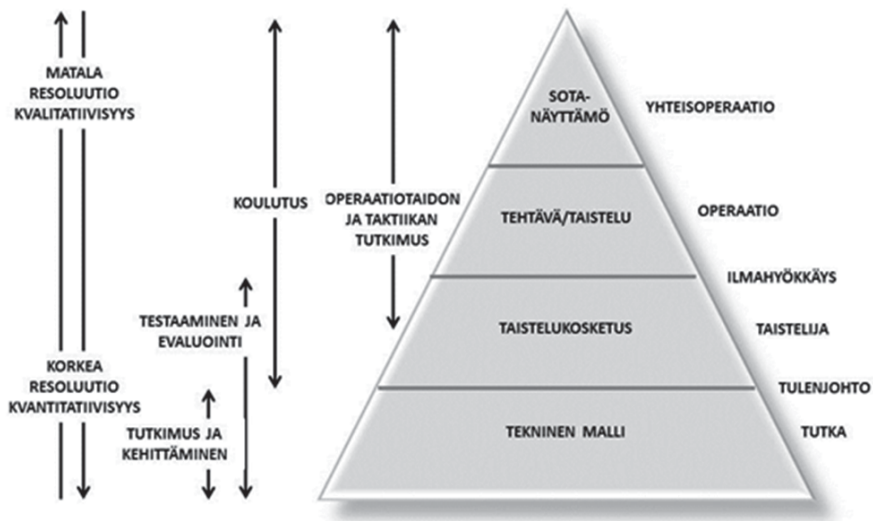 MATALA
RESOLUUTIO
KVALITATIIVISYYS
KORKEA
RESOLUUTIO
KVANTITATIIVISYYS
TUTKIMUS JA
KEHITTÄMINEN
TESTAAMINEN JA
EVALUOINTI
KOULUTUS
OPERAATIOTAIDON
JA TAKTIIKAN
TUTKIMUS
SOTA-
NÄYTTÄMÖ
TEHTÄVÄ/TAISTELU
TAISTELUKOSKETUS
TEKNINEN MALLI
YHTEISOPERAATIO
OPERAATIO
ILMAHYÖKKÄYS
TAISTELIJA
TULENJOHTO
TUTKA